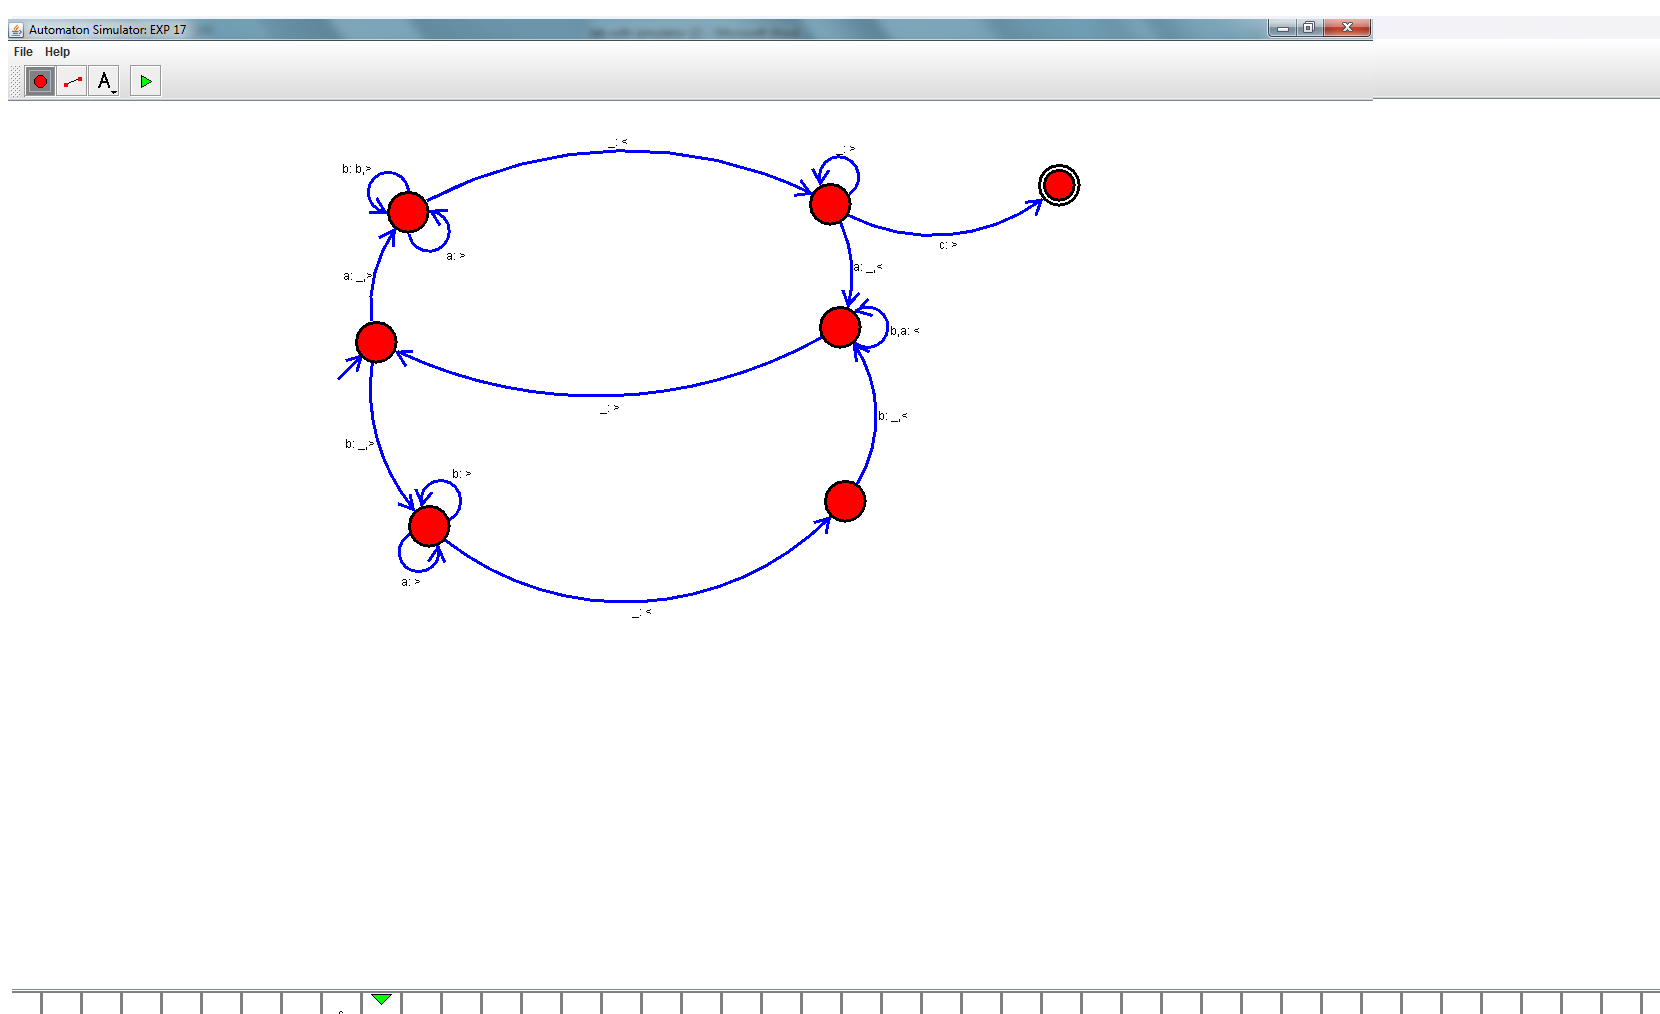 Automaton Simulator: EXP 17
File Help
A
_: <
b: b,>
_: >
c: >
a: >
a: _,>
a: _,<
b,a: <
_: >
b: _,>
b: _,<
b: >
a: >
_: <